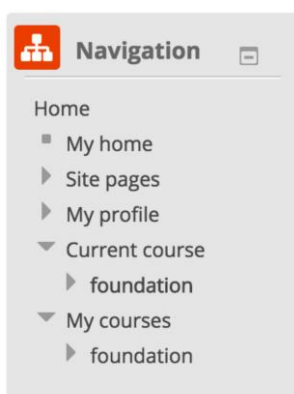 Navigation
Home
My home
Site pages
My profile
Current course
foundation
My courses
foundation